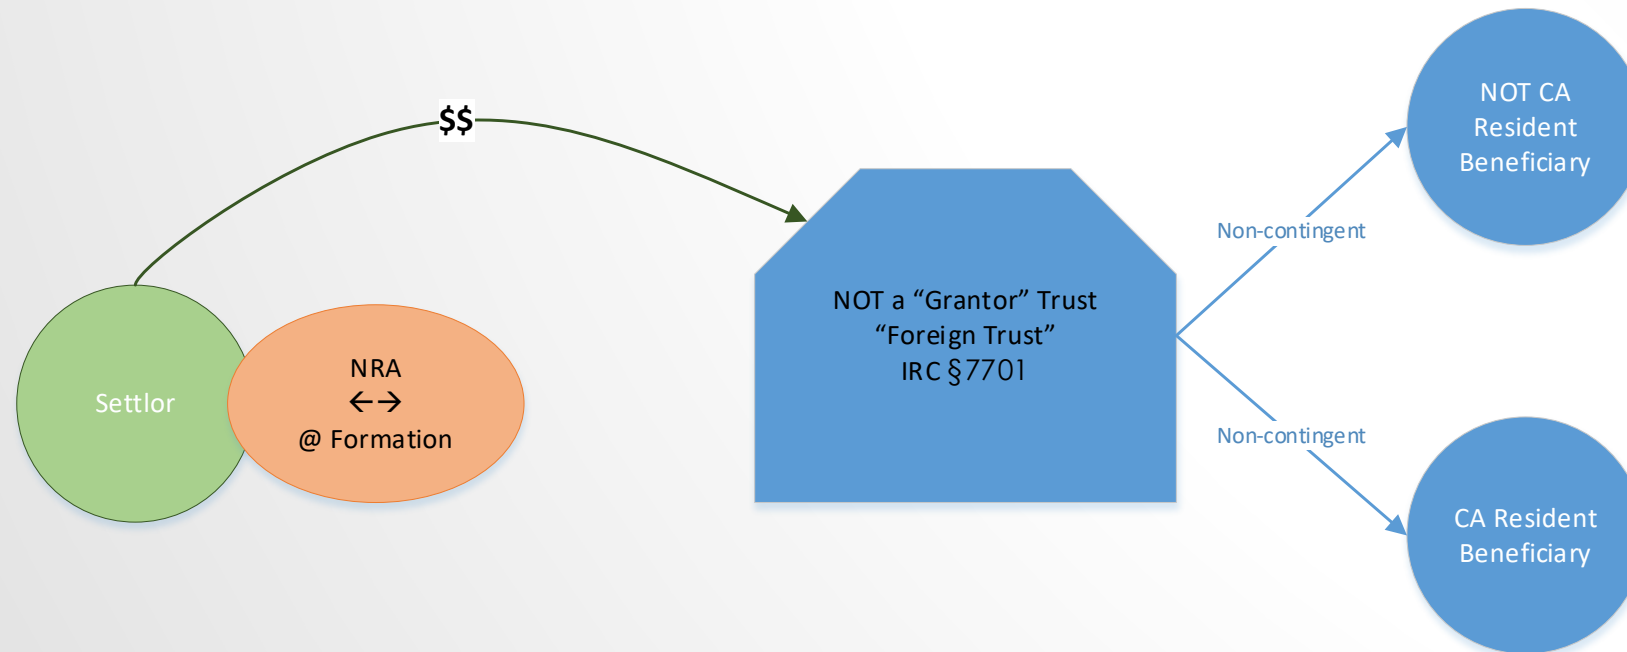 $$
Settlor
NRA
←→
@ Formation
NOT a “Grantor” Trust
“Foreign Trust”
IRC §7701
Non-contingent
Non-contingent
NOT CA
Resident
Beneficiary
CA Resident
Beneficiary